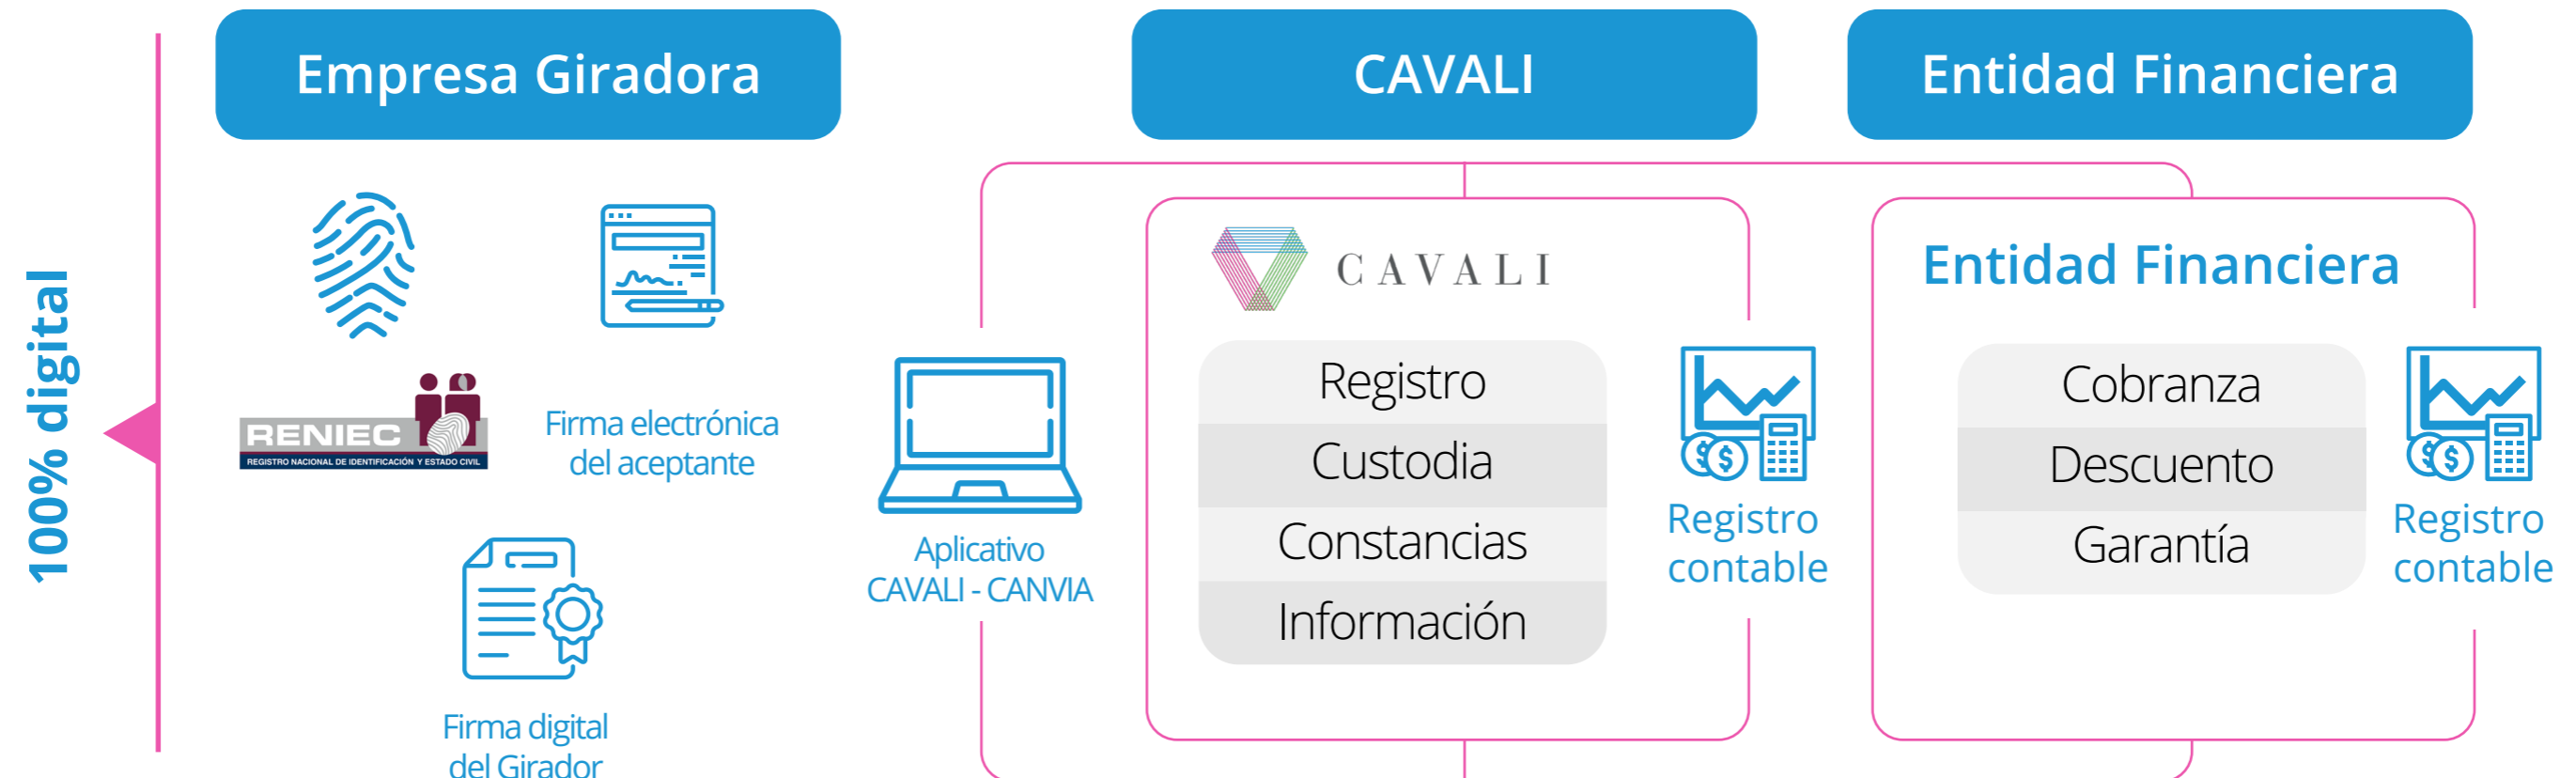 100% digital
Empresa Giradora
RENIEC
REGISTRO NACIONAL DE IDENTIFICACIÓN Y ESTADO CIVIL
Firma electrónica
del aceptante
Firma digital
del Girador
Aplicativo
CAVALI - CANVIA
CAVALI
CAVALI
Registro
Custodia
Constancias
Información
Registro
contable
Entidad Financiera
Entidad Financiera
Cobranza
Descuento
Garantía
Registro
contable